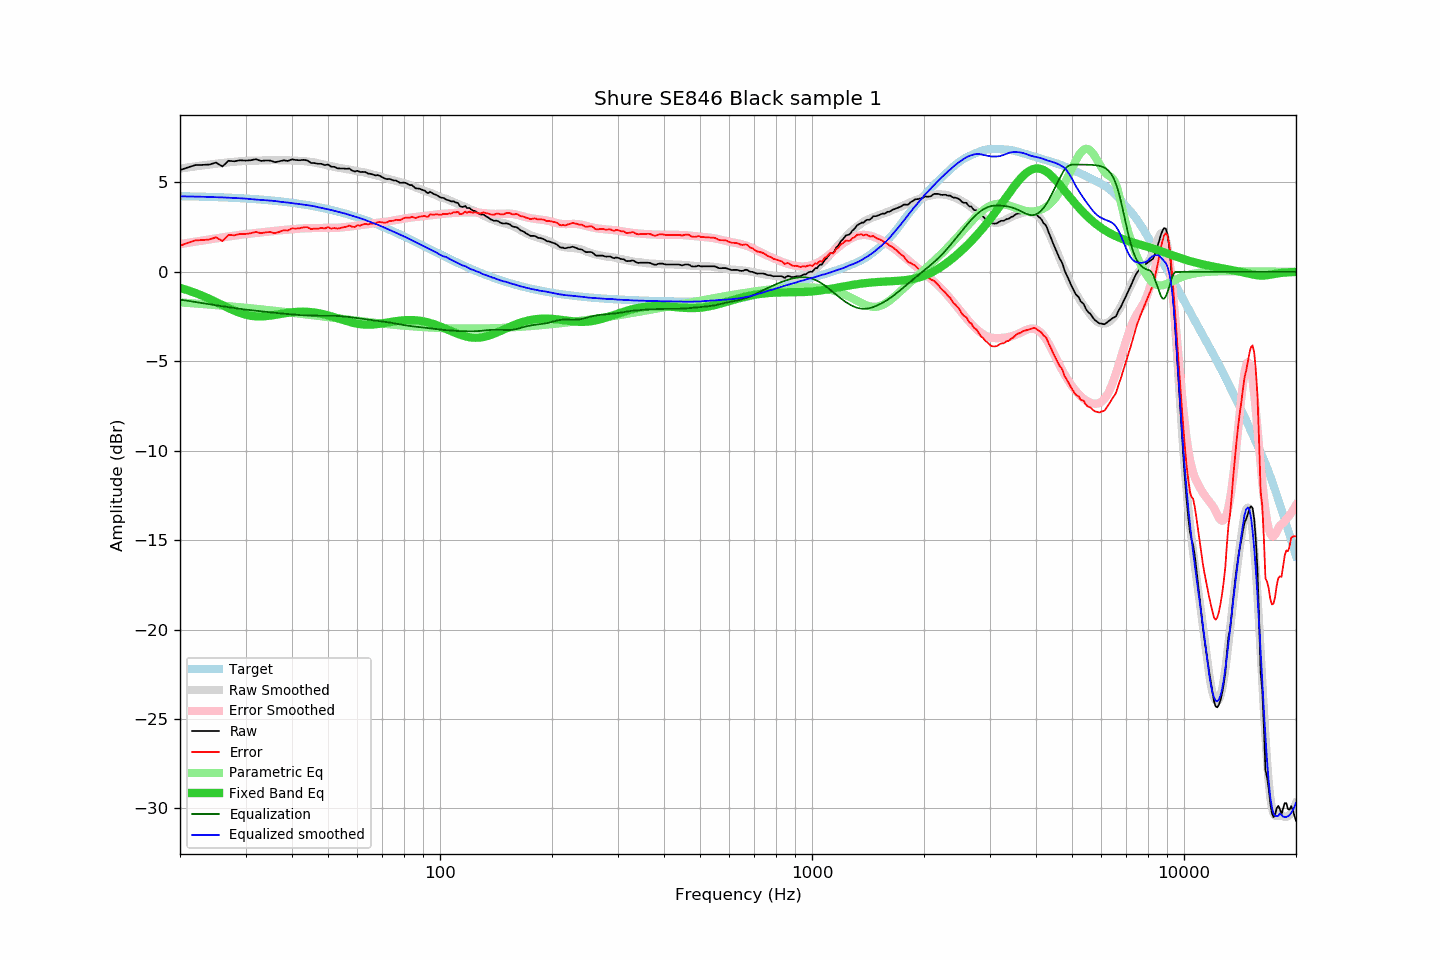 Shure SE846 Black sample 1
Amplitude (dBr)
5
0
−5
−10
−15
−20
−25
−30
Target
Raw Smoothed
Error Smoothed
Raw
Error
Parametric Eq
Fixed Band Eq
Equalization
Equalized smoothed
100
1000
10000
Frequency (Hz)